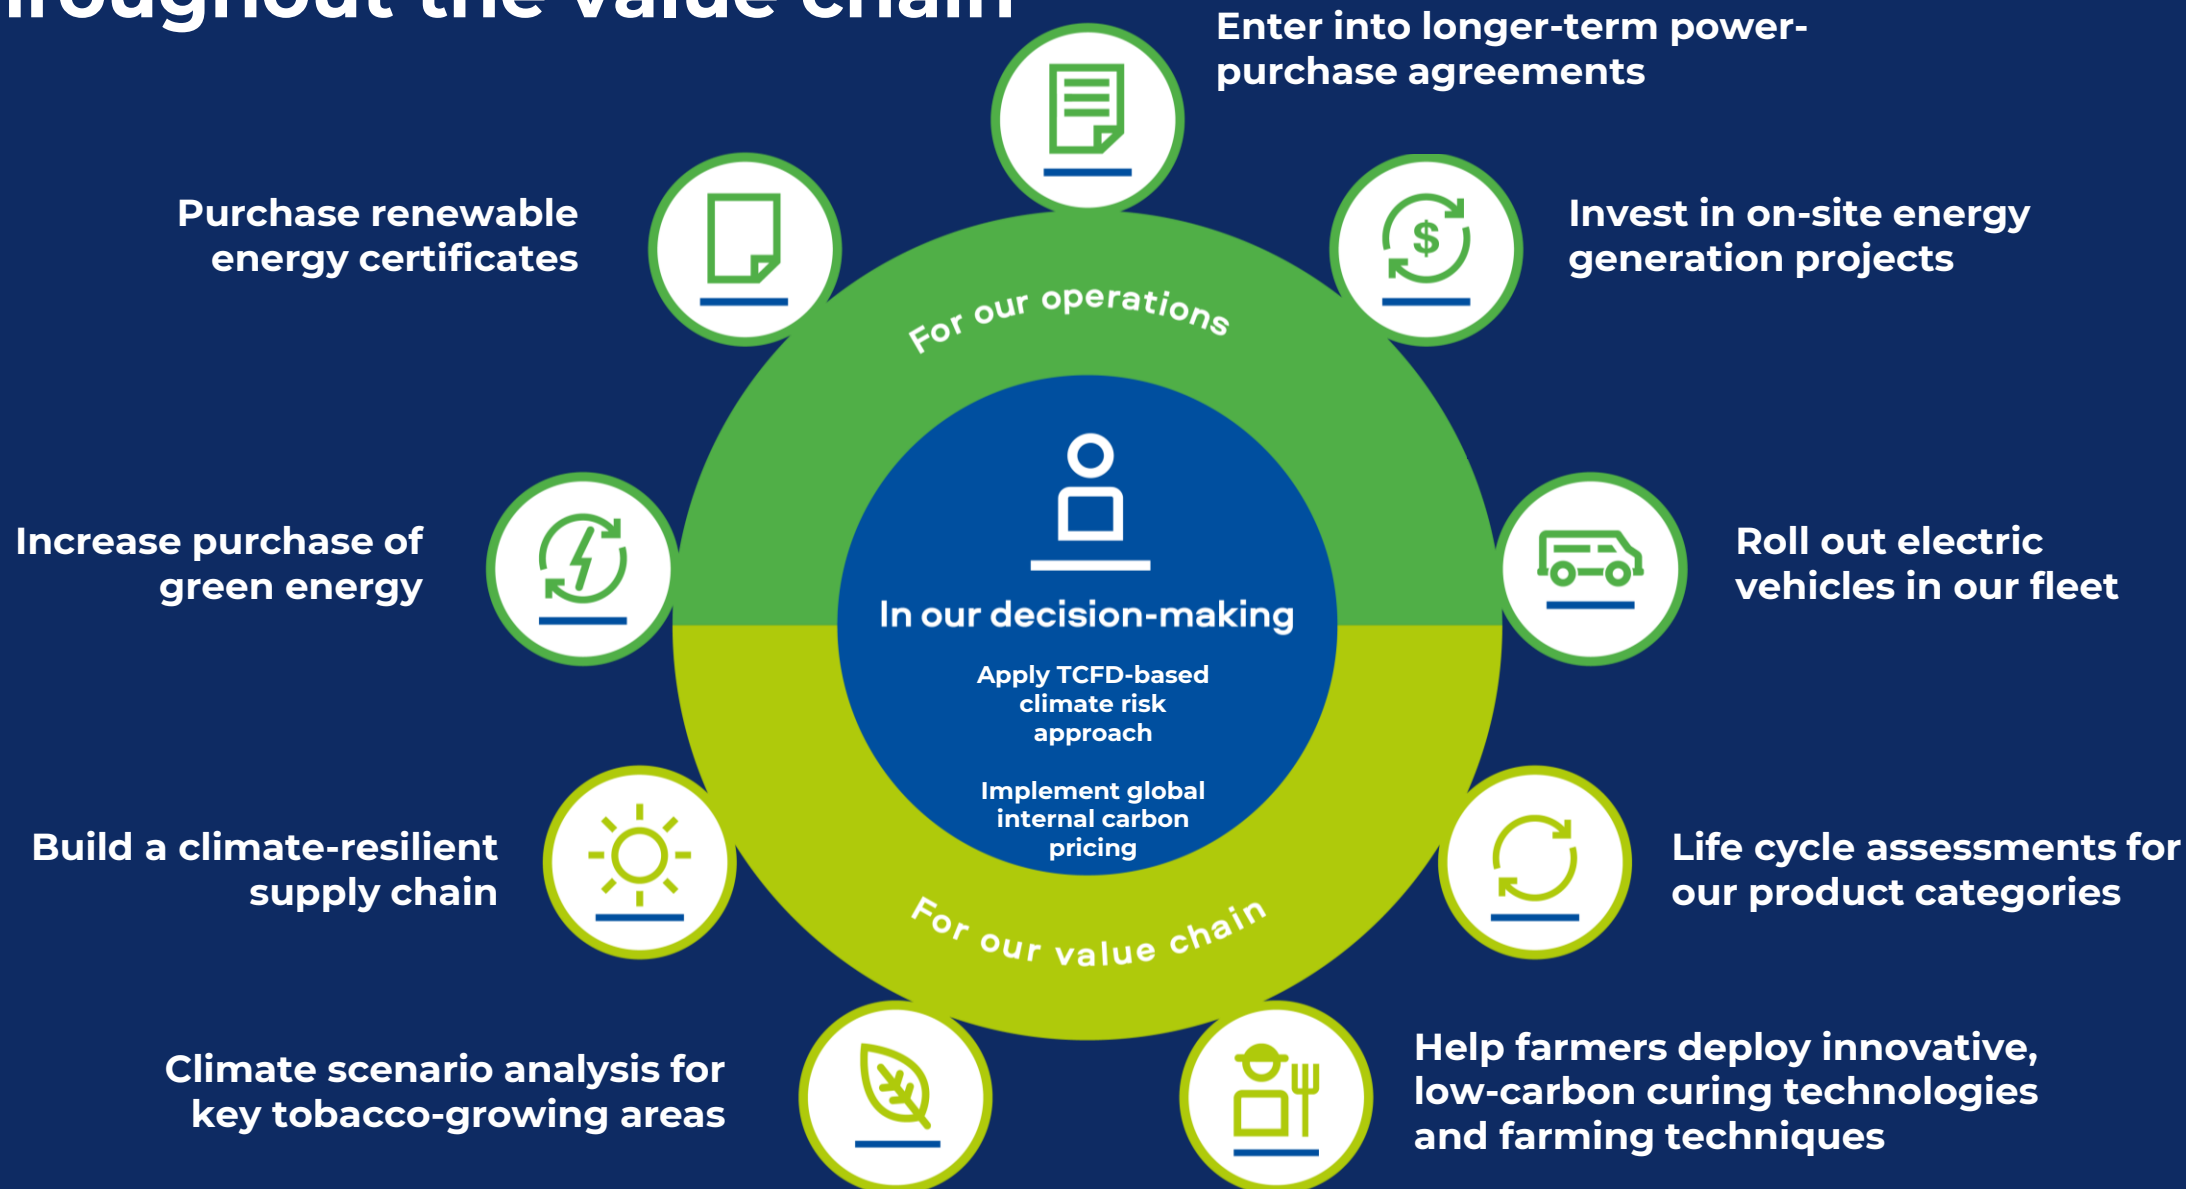 throughout the value chain
Enter into longer-term power-
purchase agreements
Purchase renewable
energy certificates
$
Invest in on-site energy
generation projects
For our operations
Increase purchase of
green energy
Roll out electric
vehicles in our fleet
In our decision-making
Apply TCFD-based
climate risk
approach
Implement global
internal carbon
pricing
Build a climate-resilient
supply chain
Life cycle assessments for
our product categories
For our value chain
Climate scenario analysis for
key tobacco-growing areas
Help farmers deploy innovative,
low-carbon curing technologies
and farming techniques